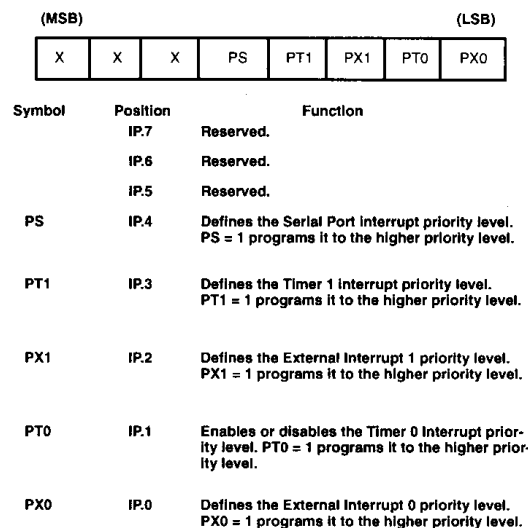 (MSB) (LSB)
X X X PS PT1 PX1 PT0 PX0
Symbol Position Function
IP.7 Reserved.
IP.6 Reserved.
IP.5 Reserved.
PS IP.4 Defines the Serial Port interrupt priority level.
PS = 1 programs it to the higher priority level.
PT1 IP.3 Defines the Timer 1 interrupt priority level.
PT1 = 1 programs it to the higher priority level.
PX1 IP.2 Defines the External Interrupt 1 priority level.
PX1 = 1 programs it to the higher priority level.
PT0 IP.1 Enables or disables the Timer 0 Interrupt prior-
ity level. PT0 = 1 programs it to the higher prior-
ity level.
PX0 IP.0 Defines the External Interrupt 0 priority level.
PX0 = 1 programs it to the higher priority level.